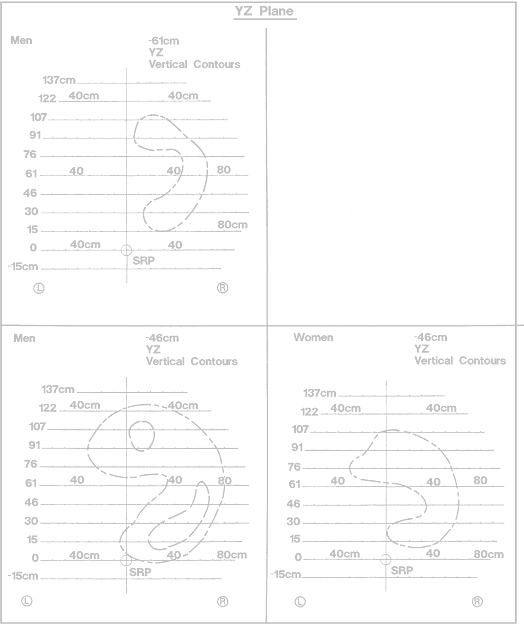 YZ Plane
Men
-61cm
YZ
Vertical Contours
137cm
122 40cm 40cm
107
91
76
61 40 40 80
46
30
15 80cm
0 40cm 40
-15cm SRP
L R
Men
-46cm
YZ
Vertical Contours
137cm
122 40cm 40cm
107
91
76
61 40 40 80
46
30
15
0 40cm 40 80cm
-15cm SRP
L R
Women
-46cm
YZ
Vertical Contours
137cm
122 40cm 40cm
107
91
76
61 40 40 80
46
30
15
0 40cm 40 80cm
-15cm SRP
L R